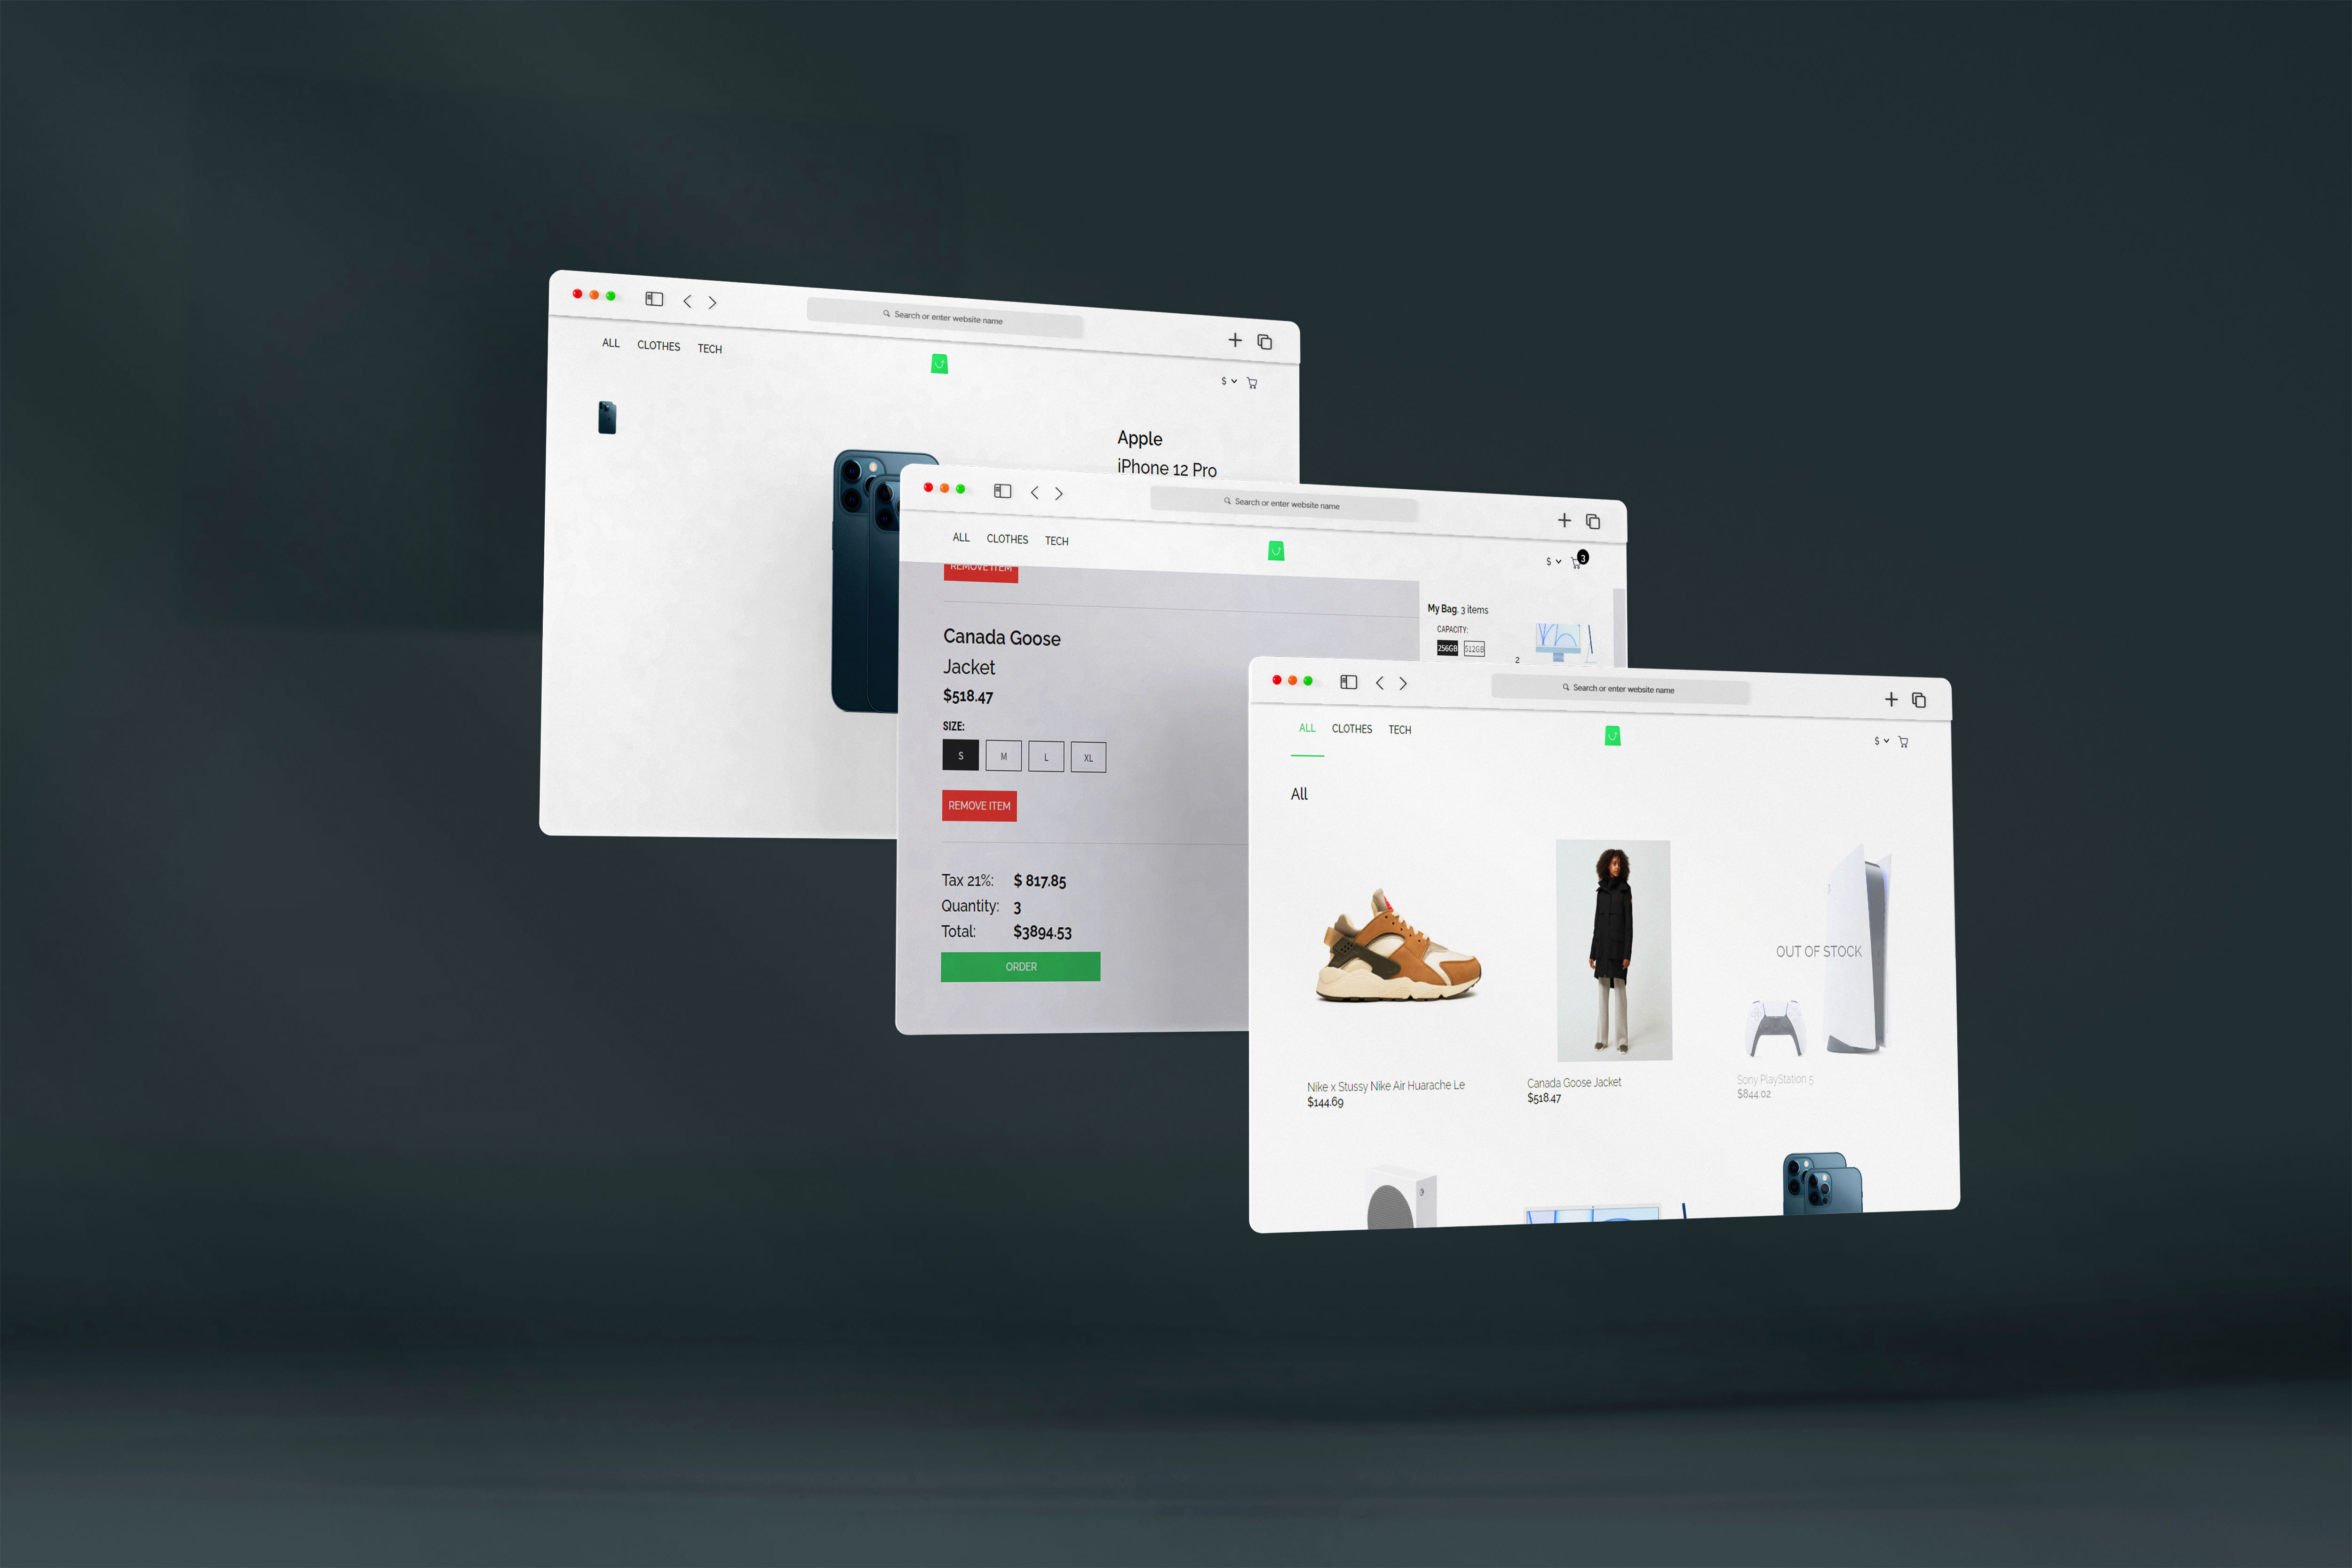 Search or enter website name
ALL CLOTHES TECH
$
Apple
iPhone 12 Pro
Search or enter website name
ALL CLOTHES TECH
$ 3
REMOVE ITEM
My Bag. 3 items
CAPACITY:
256GB 512GB
2
Canada Goose
Jacket
$518.47
SIZE:
S M L XL
REMOVE ITEM
Tax 21%: $ 817.85
Quantity: 3
Total: $3894.53
ORDER
Search or enter website name
ALL CLOTHES TECH
$
All
OUT OF STOCK
Nike x Stussy Nike Air Huarache Le
$144.69
Canada Goose Jacket
$518.47
Sony PlayStation 5
$844.02